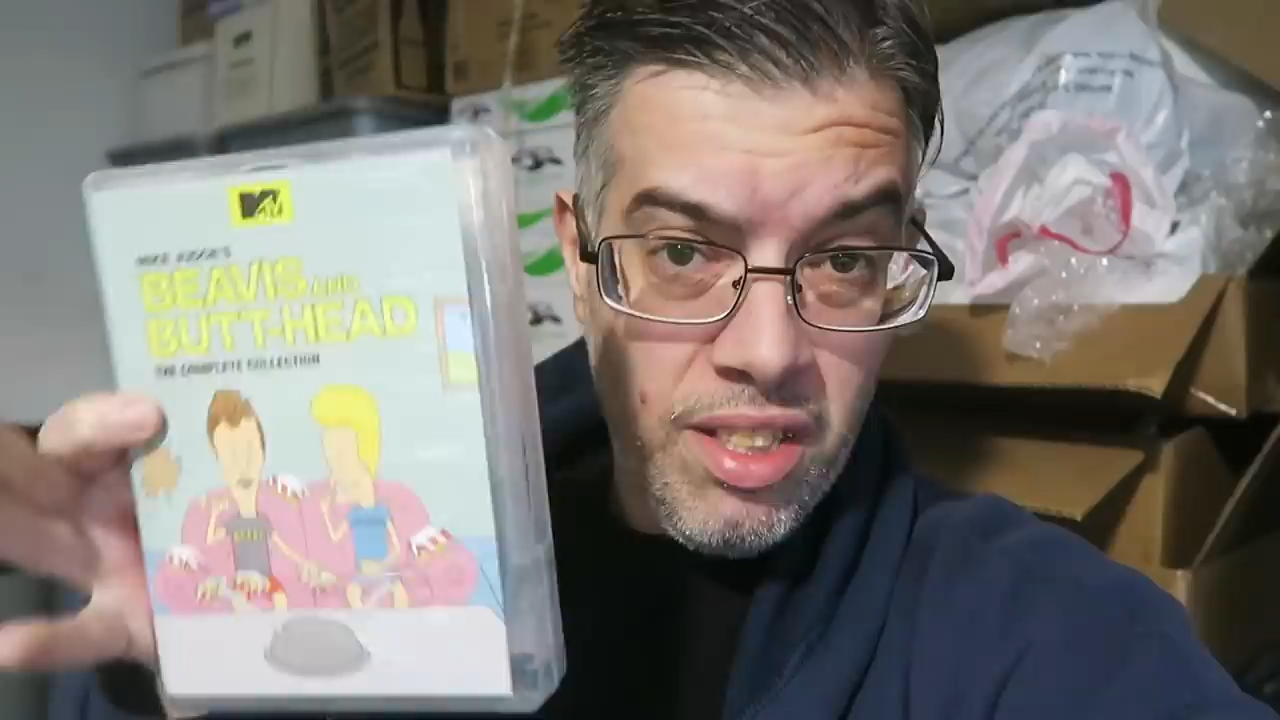 MTV
MIKE JUDGE'S
BEAVIS AND
BUTT-HEAD
THE COMPLETE COLLECTION